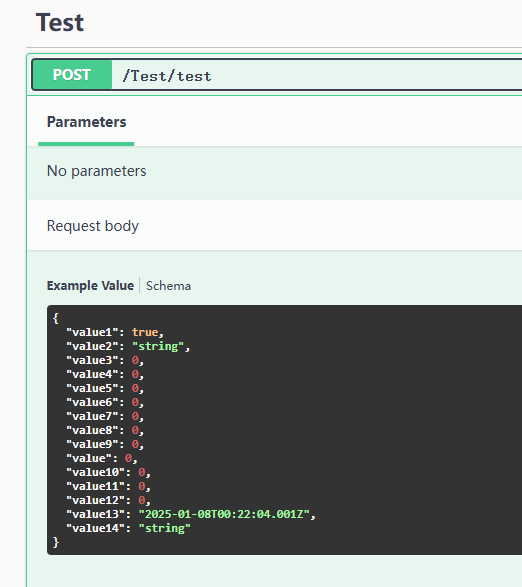 Test
POST /Test/test
Parameters
No parameters
Request body
Example Value Schema
{
"value1": true,
"value2": "string",
"value3": 0,
"value4": 0,
"value5": 0,
"value6": 0,
"value7": 0,
"value8": 0,
"value9": 0,
"value": 0,
"value10": 0,
"value11": 0,
"value12": 0,
"value13": "2025-01-08T00:22:04.001Z",
"value14": "string"
}